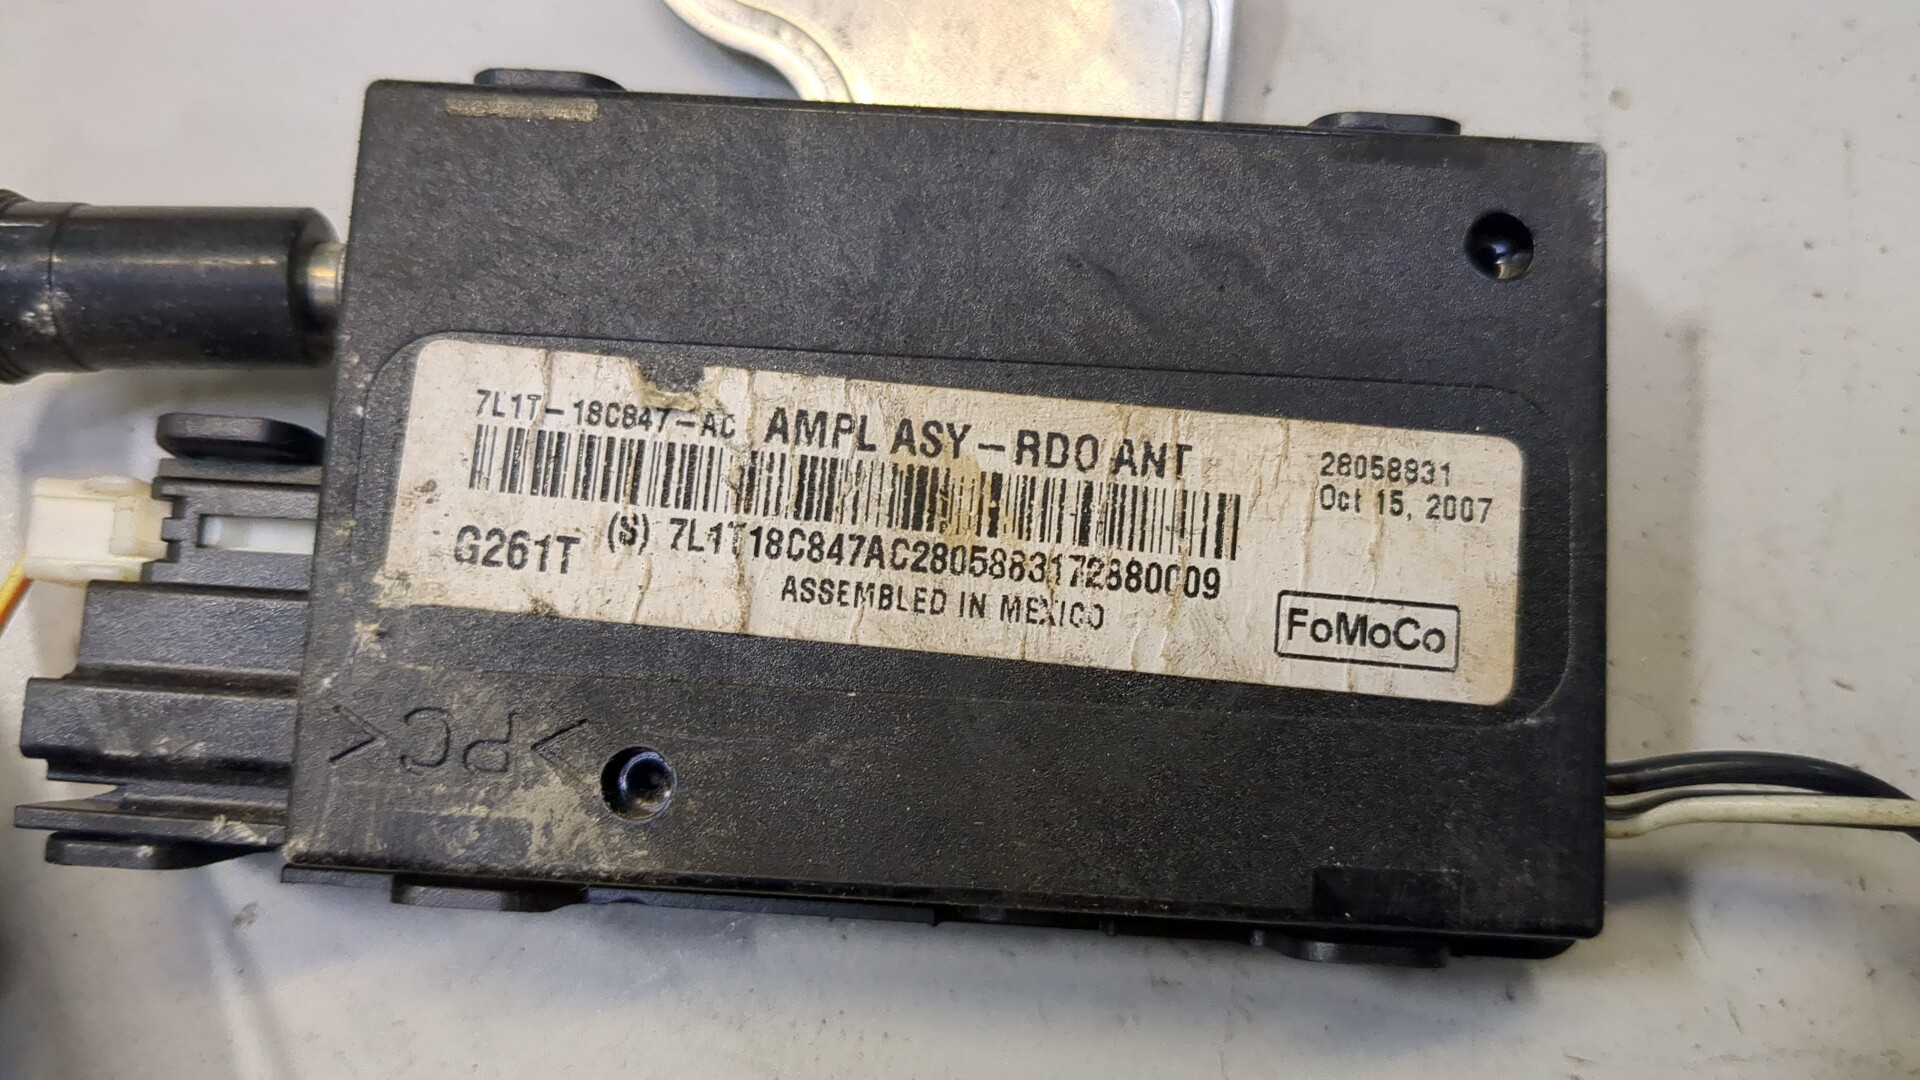 7L1T-18C847-AC AMPL ASY-RDO ANT
28058831
Oct 15, 2007
G261T (S) 7L1T18C847AC2805883172880009
ASSEMBLED IN MEXICO
FoMoCo
>PC<